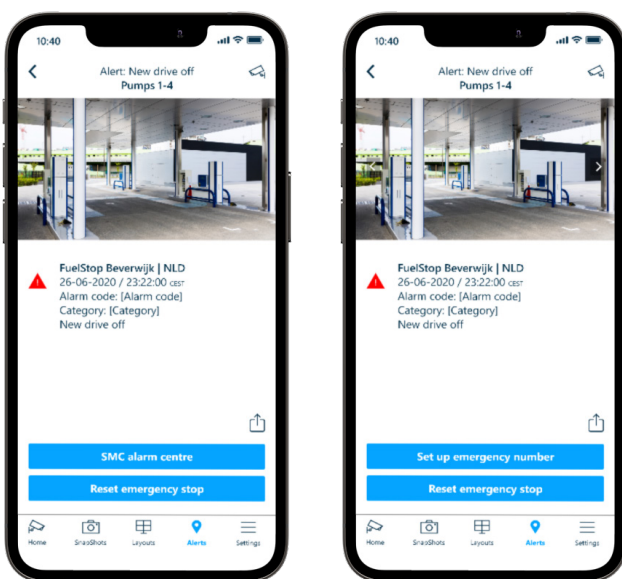 10:40
Alert: New drive off
Pumps 1-4
FuelStop Beverwijk | NLD
26-06-2020 / 23:22:00 CEST
Alarm code: [Alarm code]
Category: [Category]
New drive off
SMC alarm centre
Reset emergency stop
Home SnapShots Layouts Alerts Settings
10:40
Alert: New drive off
Pumps 1-4
FuelStop Beverwijk | NLD
26-06-2020 / 23:22:00 CEST
Alarm code: [Alarm code]
Category: [Category]
New drive off
Set up emergency number
Reset emergency stop
Home SnapShots Layouts Alerts Settings